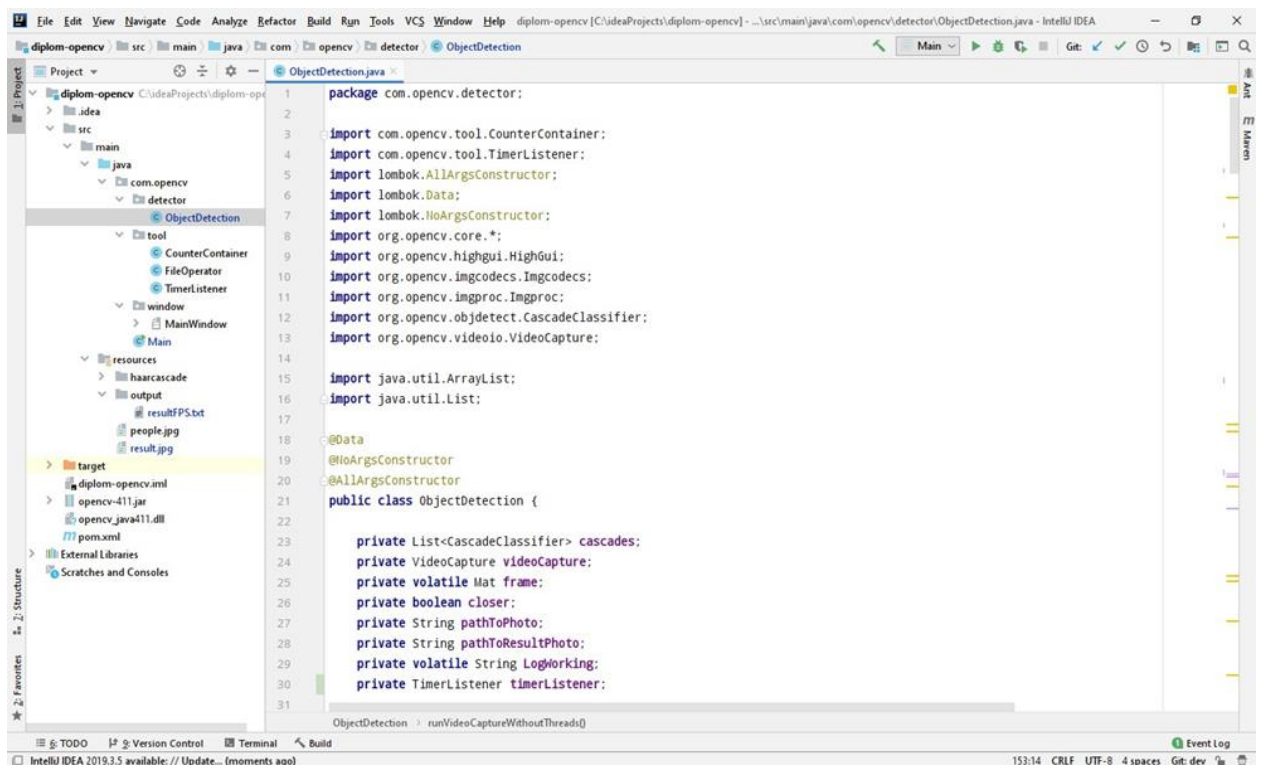 File Edit View Navigate Code Analyze Refactor Build Run Tools VCS Window Help diplom-opencv [C:\ideaProjects\diplom-opencv] - ...\src\main\java\com\opencv\detector\ObjectDetection.java - IntelliJ IDEA
diplom-opencv src main java com opencv detector ObjectDetection Main Git:
1: Project
Project
ObjectDetection.java
diplom-opencv C:\ideaProjects\diplom-ope
.idea
src
main
java
com.opencv
detector
ObjectDetection
tool
CounterContainer
FileOperator
TimerListener
window
MainWindow
Main
resources
haarcascade
output
resultFPS.txt
people.jpg
result.jpg
target
diplom-opencv.iml
opencv-411.jar
opencv_java411.dll
pom.xml
External Libraries
Scratches and Consoles
1 package com.opencv.detector;
2
3 import com.opencv.tool.CounterContainer;
4 import com.opencv.tool.TimerListener;
5 import lombok.AllArgsConstructor;
6 import lombok.Data;
7 import lombok.NoArgsConstructor;
8 import org.opencv.core.*;
9 import org.opencv.highgui.HighGui;
10 import org.opencv.imgcodecs.Imgcodecs;
11 import org.opencv.imgproc.Imgproc;
12 import org.opencv.objdetect.CascadeClassifier;
13 import org.opencv.videoio.VideoCapture;
14
15 import java.util.ArrayList;
16 import java.util.List;
17
18 @Data
19 @NoArgsConstructor
20 @AllArgsConstructor
21 public class ObjectDetection {
22
23 private List<CascadeClassifier> cascades;
24 private VideoCapture videoCapture;
25 private volatile Mat frame;
26 private boolean closer;
27 private String pathToPhoto;
28 private String pathToResultPhoto;
29 private volatile String LogWorking;
30 private TimerListener timerListener;
31
ObjectDetection › runVideoCaptureWithoutThreads()
Ant
m Maven
7: Structure
2: Favorites
6: TODO 9: Version Control Terminal Build 1 Event Log
IntelliJ IDEA 2019.3.5 available: // Update... (moments ago) 153:14 CRLF UTF-8 4 spaces Git: dev